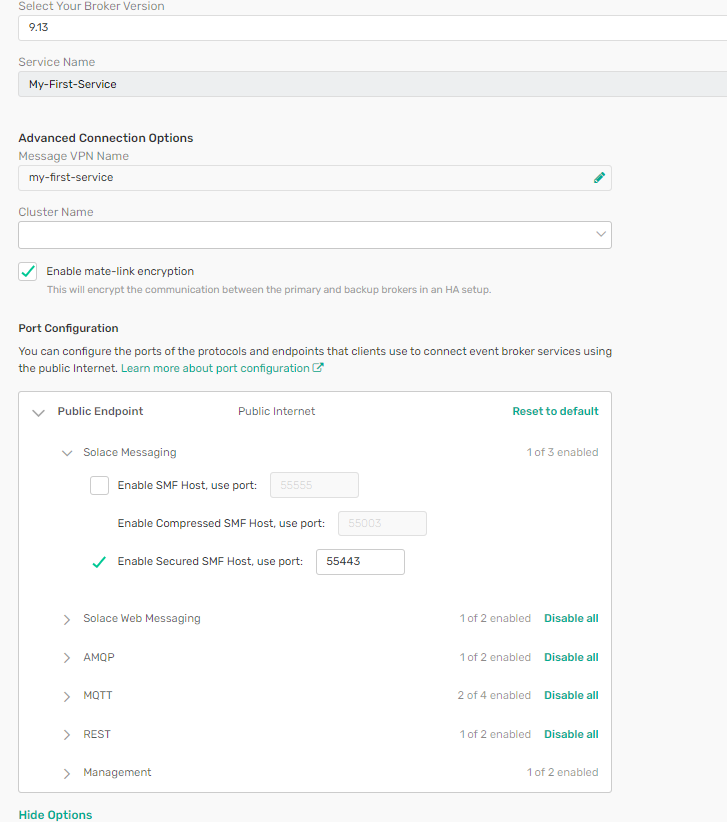 Select Your Broker Version
9.13
Service Name
My-First-Service
Advanced Connection Options
Message VPN Name
my-first-service
Cluster Name
Enable mate-link encryption
This will encrypt the communication between the primary and backup brokers in an HA setup.
Port Configuration
You can configure the ports of the protocols and endpoints that clients use to connect event broker services using
the public Internet. Learn more about port configuration
Public Endpoint Public Internet Reset to default
Solace Messaging 1 of 3 enabled
Enable SMF Host, use port: 55555
Enable Compressed SMF Host, use port: 55003
Enable Secured SMF Host, use port: 55443
Solace Web Messaging 1 of 2 enabled Disable all
AMQP 1 of 2 enabled Disable all
MQTT 2 of 4 enabled Disable all
REST 1 of 2 enabled Disable all
Management 1 of 2 enabled
Hide Options